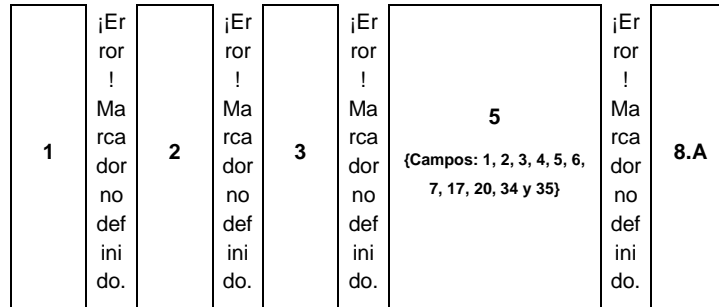 1
¡Er
ror
!
Ma
rca
dor
no
def
ini
do.
2
¡Er
ror
!
Ma
rca
dor
no
def
ini
do.
3
¡Er
ror
!
Ma
rca
dor
no
def
ini
do.
5
{Campos: 1, 2, 3, 4, 5, 6,
7, 17, 20, 34 y 35}
¡Er
ror
!
Ma
rca
dor
no
def
ini
do.
8.A